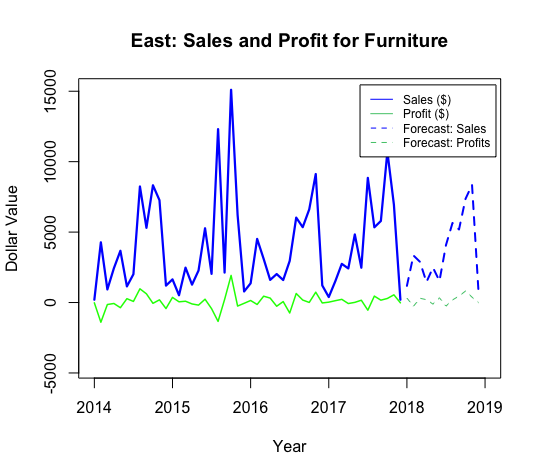 East: Sales and Profit for Furniture
Sales ($)
Profit ($)
Forecast: Sales
Forecast: Profits
Dollar Value
15000
10000
5000
0
-5000
2014 2015 2016 2017 2018 2019
Year